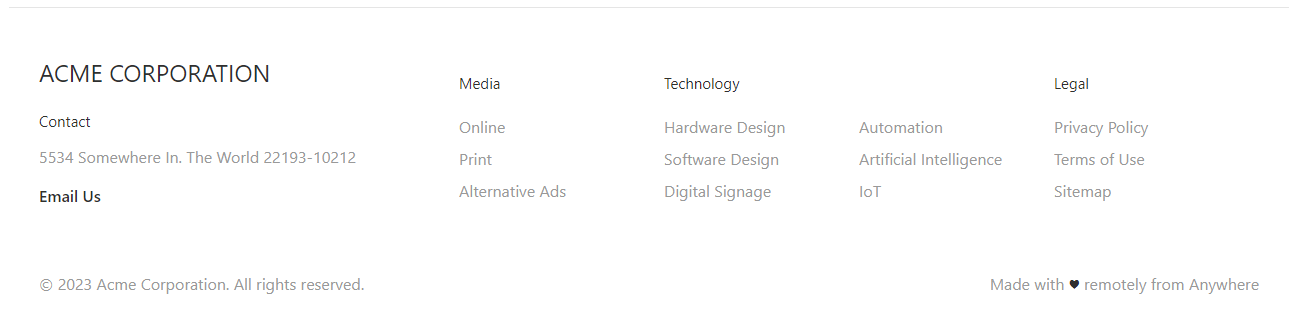 ACME CORPORATION
Contact
5534 Somewhere In. The World 22193-10212
Email Us
Media
Online
Print
Alternative Ads
Technology
Hardware Design
Software Design
Digital Signage
Automation
Artificial Intelligence
IoT
Legal
Privacy Policy
Terms of Use
Sitemap
© 2023 Acme Corporation. All rights reserved.
Made with ♥ remotely from Anywhere